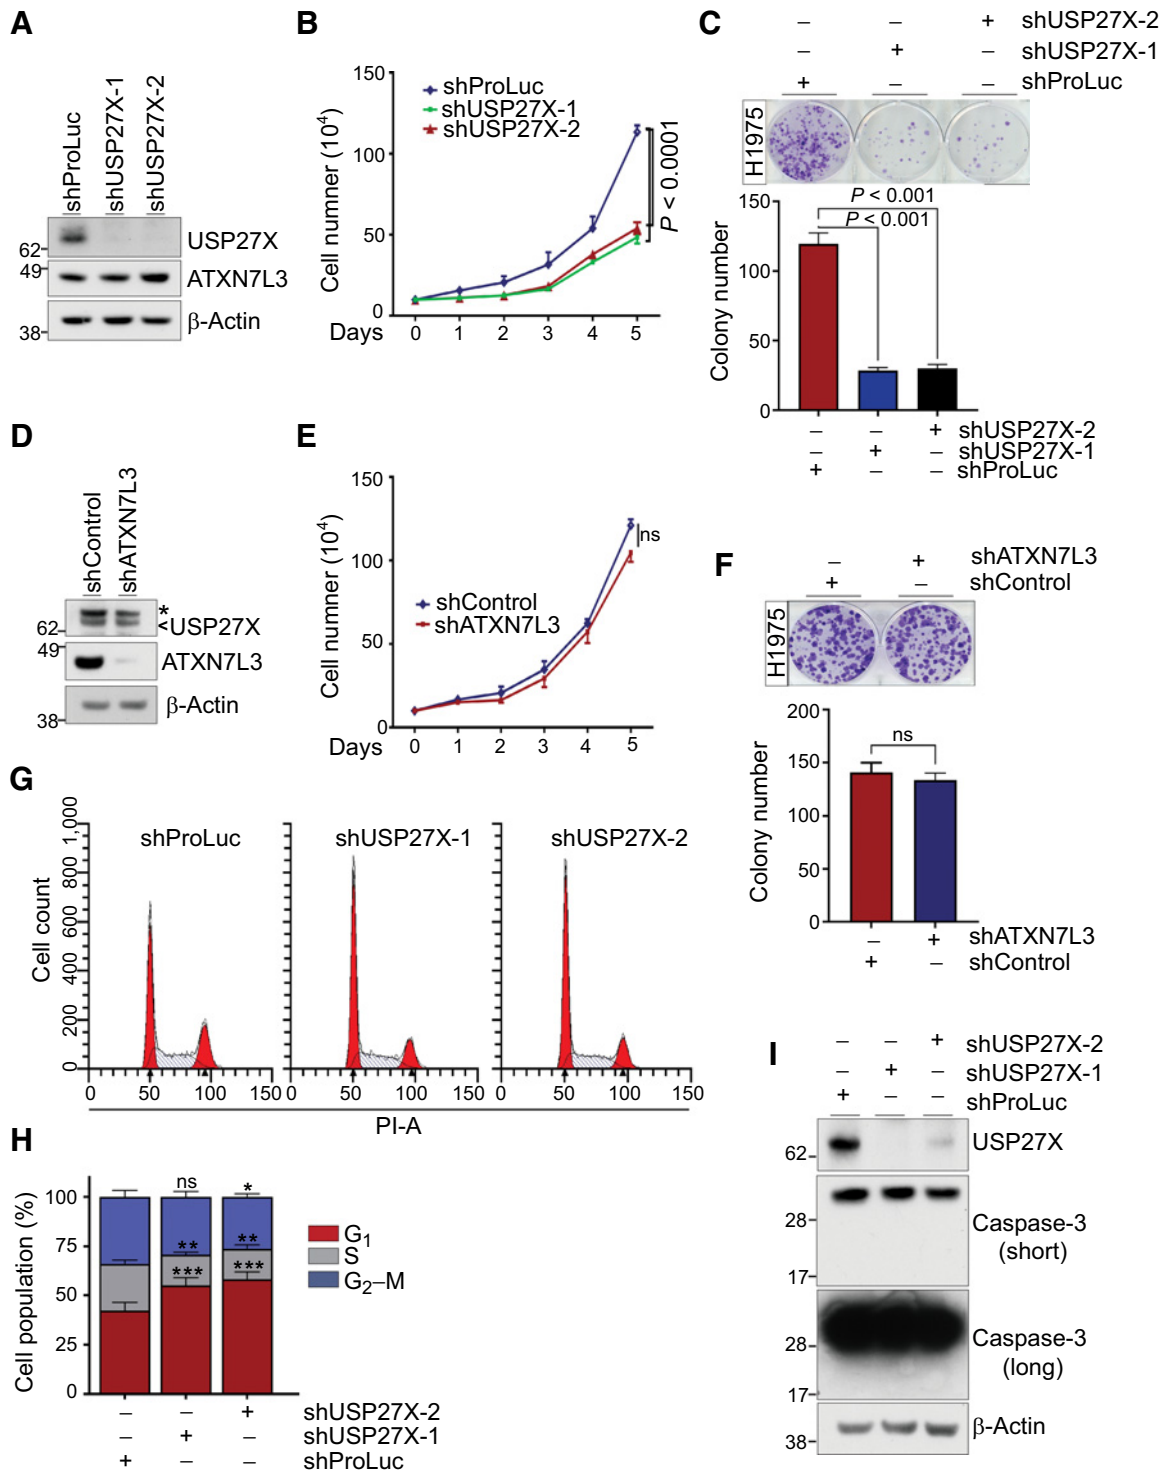 A
shProLuc
shUSP27X-1
shUSP27X-2
62
USP27X
49
ATXN7L3
38
β-Actin
B
Cell numner (10⁴)
150
100
50
0
shProLuc
shUSP27X-1
shUSP27X-2
P < 0.0001
Days 0 1 2 3 4 5
C
– – + shUSP27X-2
– + – shUSP27X-1
+ – – shProLuc
H1975
P < 0.001
P < 0.001
Colony number
150
100
50
0
– – + shUSP27X-2
– + – shUSP27X-1
+ – – shProLuc
D
shControl
shATXN7L3
*
62
<USP27X
49
ATXN7L3
38
β-Actin
E
Cell numner (10⁴)
150
100
50
0
ns
shControl
shATXN7L3
Days 0 1 2 3 4 5
F
– + shATXN7L3
+ – shControl
H1975
Colony number
200
150
100
50
0
ns
– + shATXN7L3
+ – shControl
G
Cell count
1,000
800
600
400
200
0
shProLuc
shUSP27X-1
shUSP27X-2
0 50 100 150 0 50 100 150 0 50 100 150
PI-A
H
Cell population (%)
100
75
50
25
0
ns *
** **
*** ***
G₁
S
G₂–M
– – + shUSP27X-2
– + – shUSP27X-1
+ – – shProLuc
I
– – + shUSP27X-2
– + – shUSP27X-1
+ – – shProLuc
62
USP27X
28
17
Caspase-3
(short)
28
17
Caspase-3
(long)
38
β-Actin